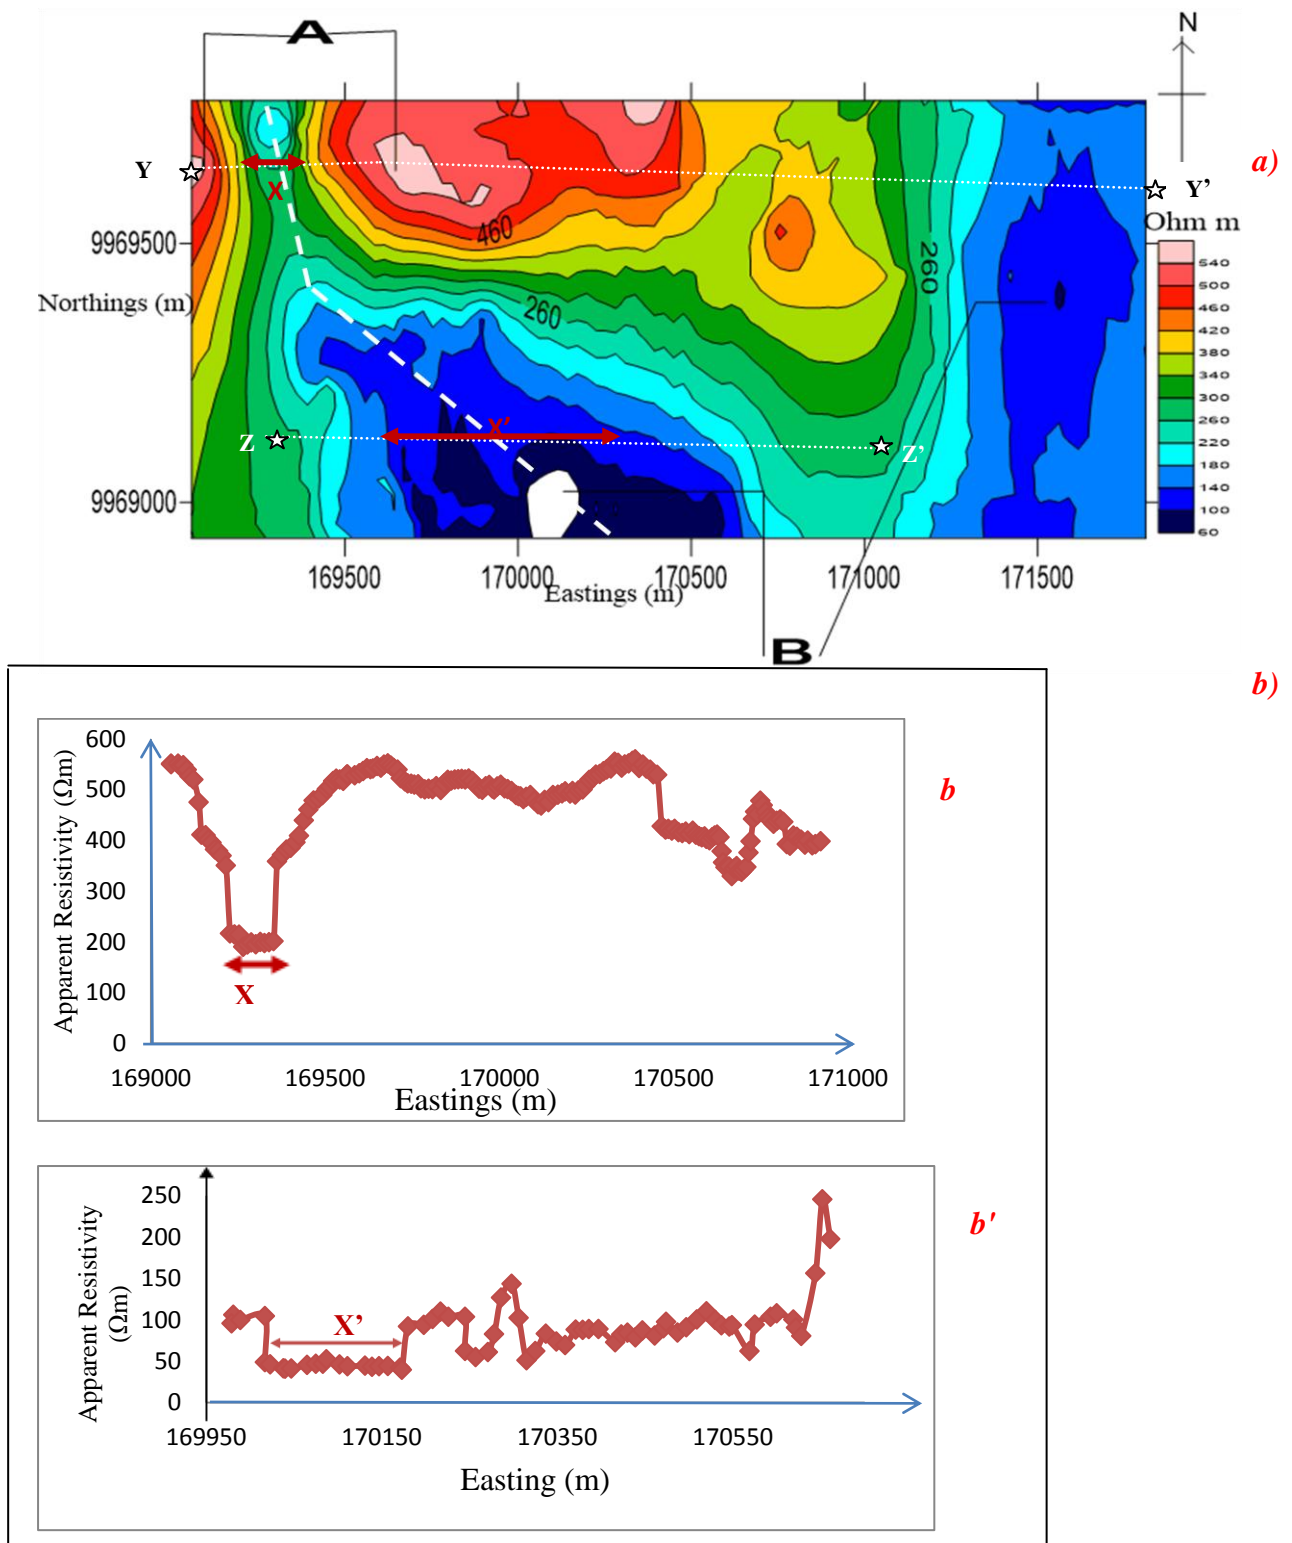 A
N
a)
Y
Y'
X
Ohm m
540
500
460
420
380
340
300
260
220
180
140
100
60
460
260
260
9969500
Northings (m)
X'
Z
Z'
9969000
169500
170000
170500
171000
171500
Eastings (m)
B
b)
b
Apparent Resistivity (Ωm)
600
500
400
300
200
100
0
X
169000
169500
170000
170500
171000
Eastings (m)
b'
Apparent Resistivity
(Ωm)
250
200
150
100
50
0
X'
169950
170150
170350
170550
Easting (m)